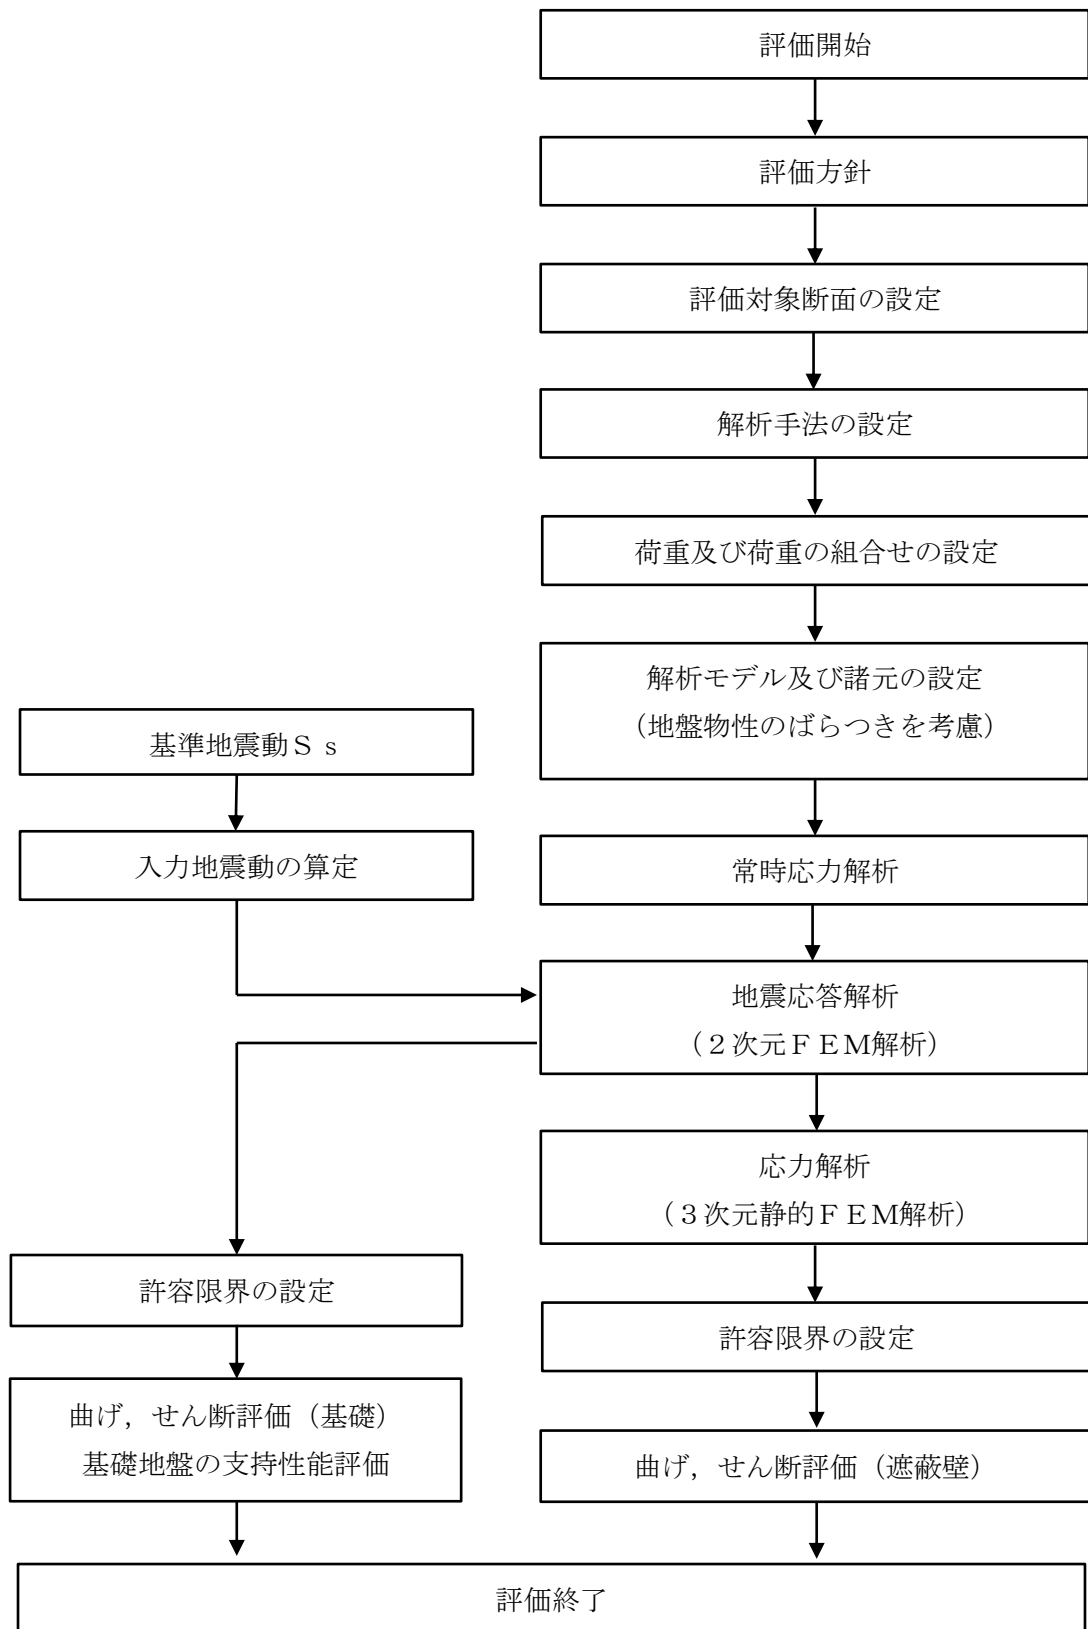 評価開始
評価方針
評価対象断面の設定
解析手法の設定
荷重及び荷重の組合せの設定
解析モデル及び諸元の設定
（地盤物性のばらつきを考慮）
基準地震動Ｓｓ
入力地震動の算定
常時応力解析
地震応答解析
（２次元ＦＥＭ解析）
応力解析
（３次元静的ＦＥＭ解析）
許容限界の設定
曲げ，せん断評価（基礎）
基礎地盤の支持性能評価
許容限界の設定
曲げ，せん断評価（遮蔽壁）
評価終了